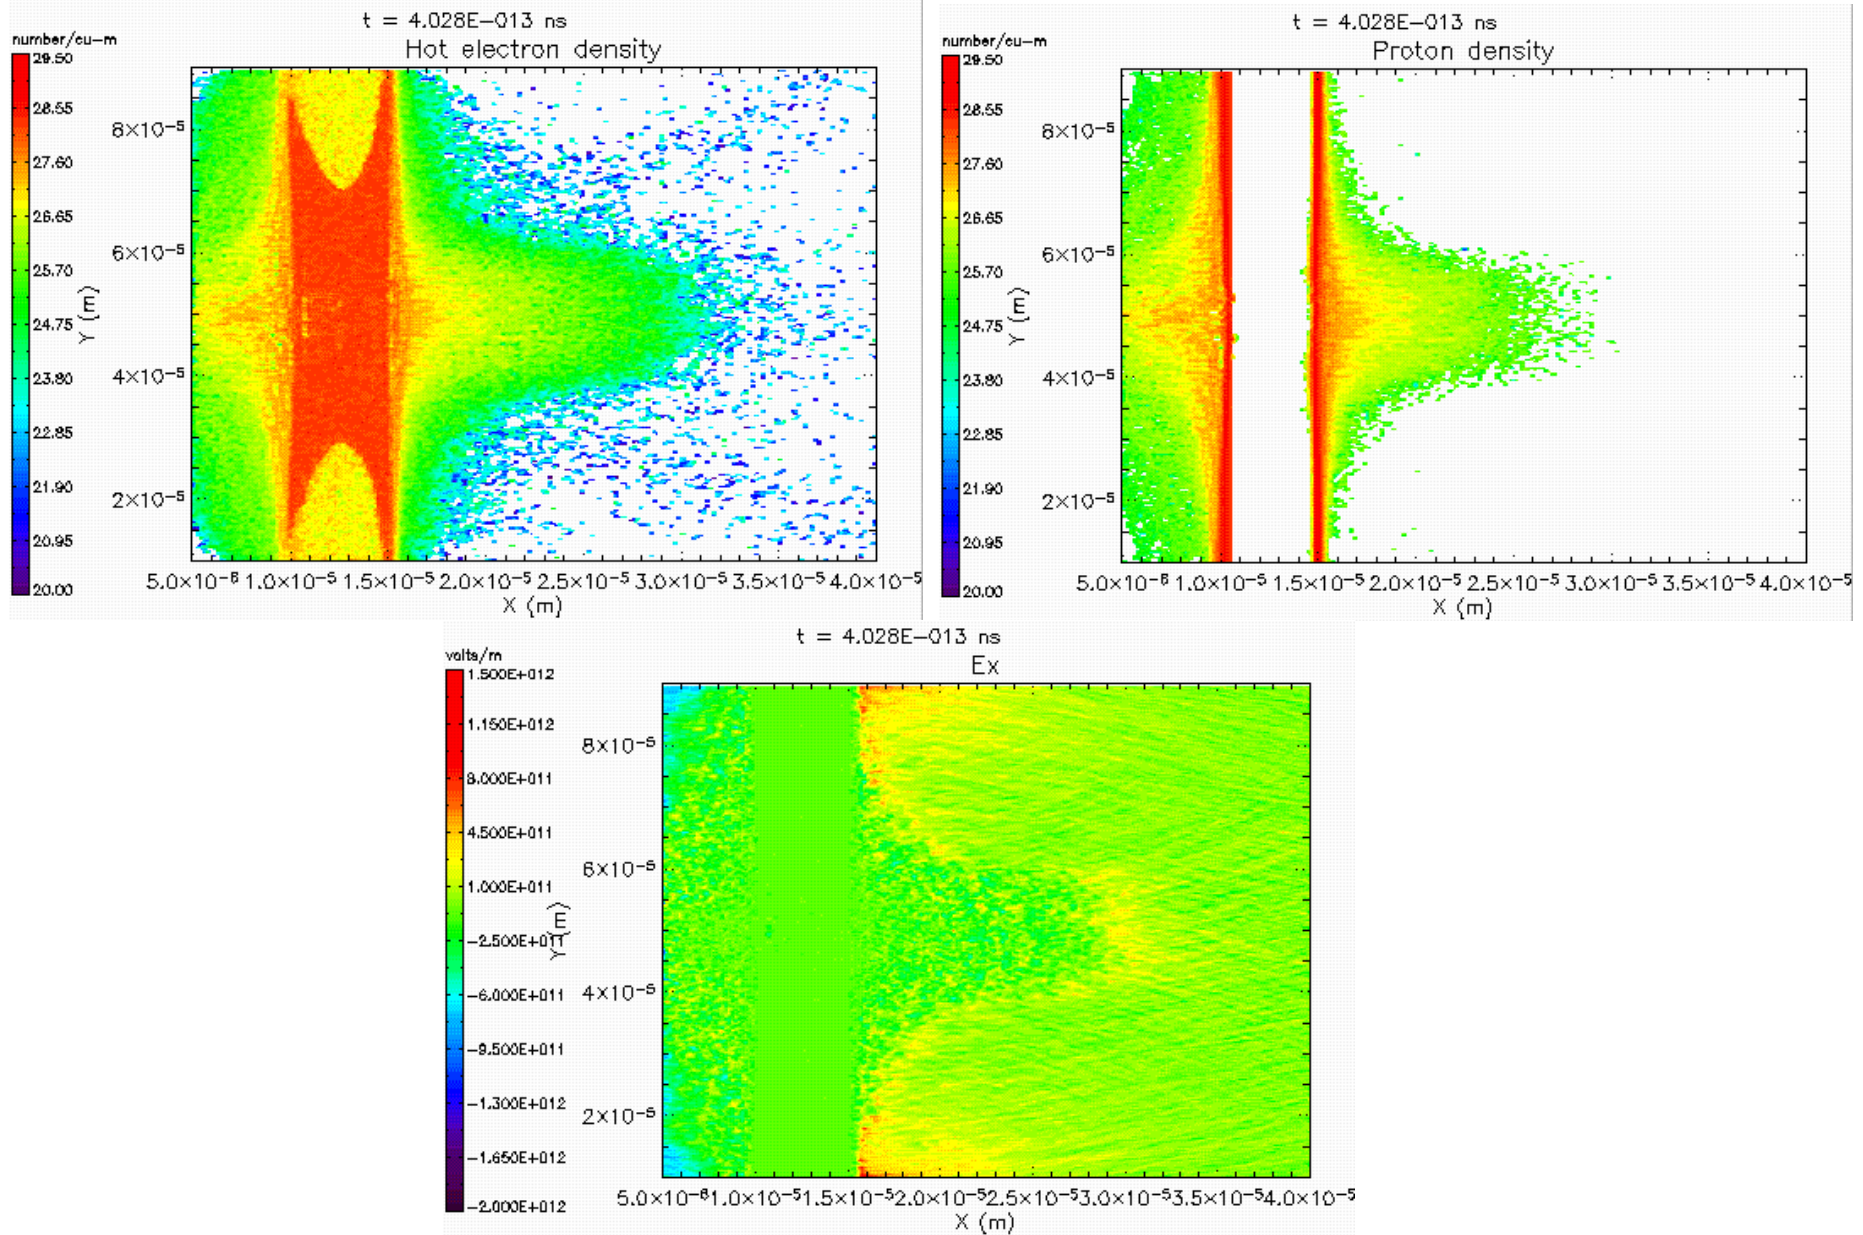 t = 4.028E-013 ns
Hot electron density
number/cu-m
29.50
28.55
27.60
26.65
25.70
24.75
23.80
22.85
21.90
20.95
20.00
Y (m)
8×10⁻⁵
6×10⁻⁵
4×10⁻⁵
2×10⁻⁵
5.0×10⁻⁶ 1.0×10⁻⁵ 1.5×10⁻⁵ 2.0×10⁻⁵ 2.5×10⁻⁵ 3.0×10⁻⁵ 3.5×10⁻⁵ 4.0×10⁻⁵
X (m)
t = 4.028E-013 ns
Proton density
number/cu-m
29.50
28.55
27.60
26.65
25.70
24.75
23.80
22.85
21.90
20.95
20.00
Y (m)
8×10⁻⁵
6×10⁻⁵
4×10⁻⁵
2×10⁻⁵
5.0×10⁻⁶ 1.0×10⁻⁵ 1.5×10⁻⁵ 2.0×10⁻⁵ 2.5×10⁻⁵ 3.0×10⁻⁵ 3.5×10⁻⁵ 4.0×10⁻⁵
X (m)
t = 4.028E-013 ns
Ex
volts/m
1.500E+012
1.150E+012
8.000E+011
4.500E+011
1.000E+011
-2.500E+011
-6.000E+011
-9.500E+011
-1.300E+012
-1.650E+012
-2.000E+012
Y (m)
8×10⁻⁵
6×10⁻⁵
4×10⁻⁵
2×10⁻⁵
5.0×10⁻⁶ 1.0×10⁻⁵ 1.5×10⁻⁵ 2.0×10⁻⁵ 2.5×10⁻⁵ 3.0×10⁻⁵ 3.5×10⁻⁵ 4.0×10⁻⁵
X (m)